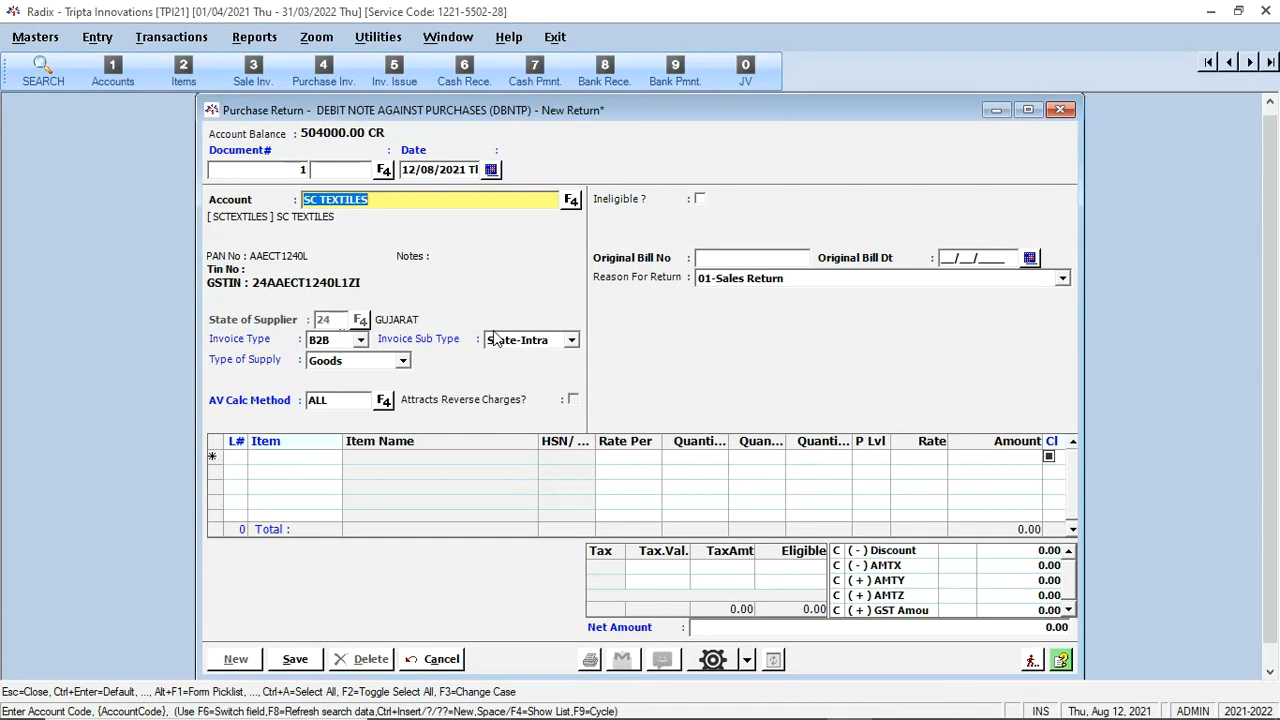 Radix - Tripta Innovations [TPI21] [01/04/2021 Thu - 31/03/2022 Thu] [Service Code: 1221-5502-28]
Masters Entry Transactions Reports Zoom Utilities Window Help Exit
1 2 3 4 5 6 7 8 9 0
SEARCH Accounts Items Sale Inv. Purchase Inv. Inv. Issue Cash Rece. Cash Pmnt. Bank Rece. Bank Pmnt. JV
Purchase Return - DEBIT NOTE AGAINST PURCHASES (DBNTP) - New Return*
Account Balance : 504000.00 CR
Document# : Date :
1 F4 12/08/2021 Tl
Account : SC TEXTILES F4 Ineligible ? :
[ SCTEXTILES ] SC TEXTILES
PAN No : AAECT1240L Notes :
Original Bill No : Original Bill Dt : __/__/____
Tin No :
Reason For Return : 01-Sales Return
GSTIN : 24AAECT1240L1ZI
State of Supplier : 24 F4 GUJARAT
Invoice Type : B2B Invoice Sub Type : State-Intra
Type of Supply : Goods
AV Calc Method : ALL F4 Attracts Reverse Charges? :
L# Item Item Name HSN/ ... Rate Per Quanti... Quan... Quanti... P Lvl Rate Amount Cl
*
0 Total : 0.00
Tax Tax.Val. TaxAmt Eligible
0.00 0.00
C ( - ) Discount 0.00
C ( - ) AMTX 0.00
C ( + ) AMTY 0.00
C ( + ) AMTZ 0.00
C ( + ) GST Amou 0.00
Net Amount : 0.00
New Save Delete Cancel
Esc=Close, Ctrl+Enter=Default, ..., Alt+F1=Form Picklist, ..., Ctrl+A=Select All, F2=Toggle Select All, F3=Change Case
Enter Account Code, {AccountCode}, (Use F6=Switch field,F8=Refresh search data,Ctrl+Insert/?/??=New,Space/F4=Show List,F9=Cycle) INS Thu, Aug 12, 2021 ADMIN 2021-2022